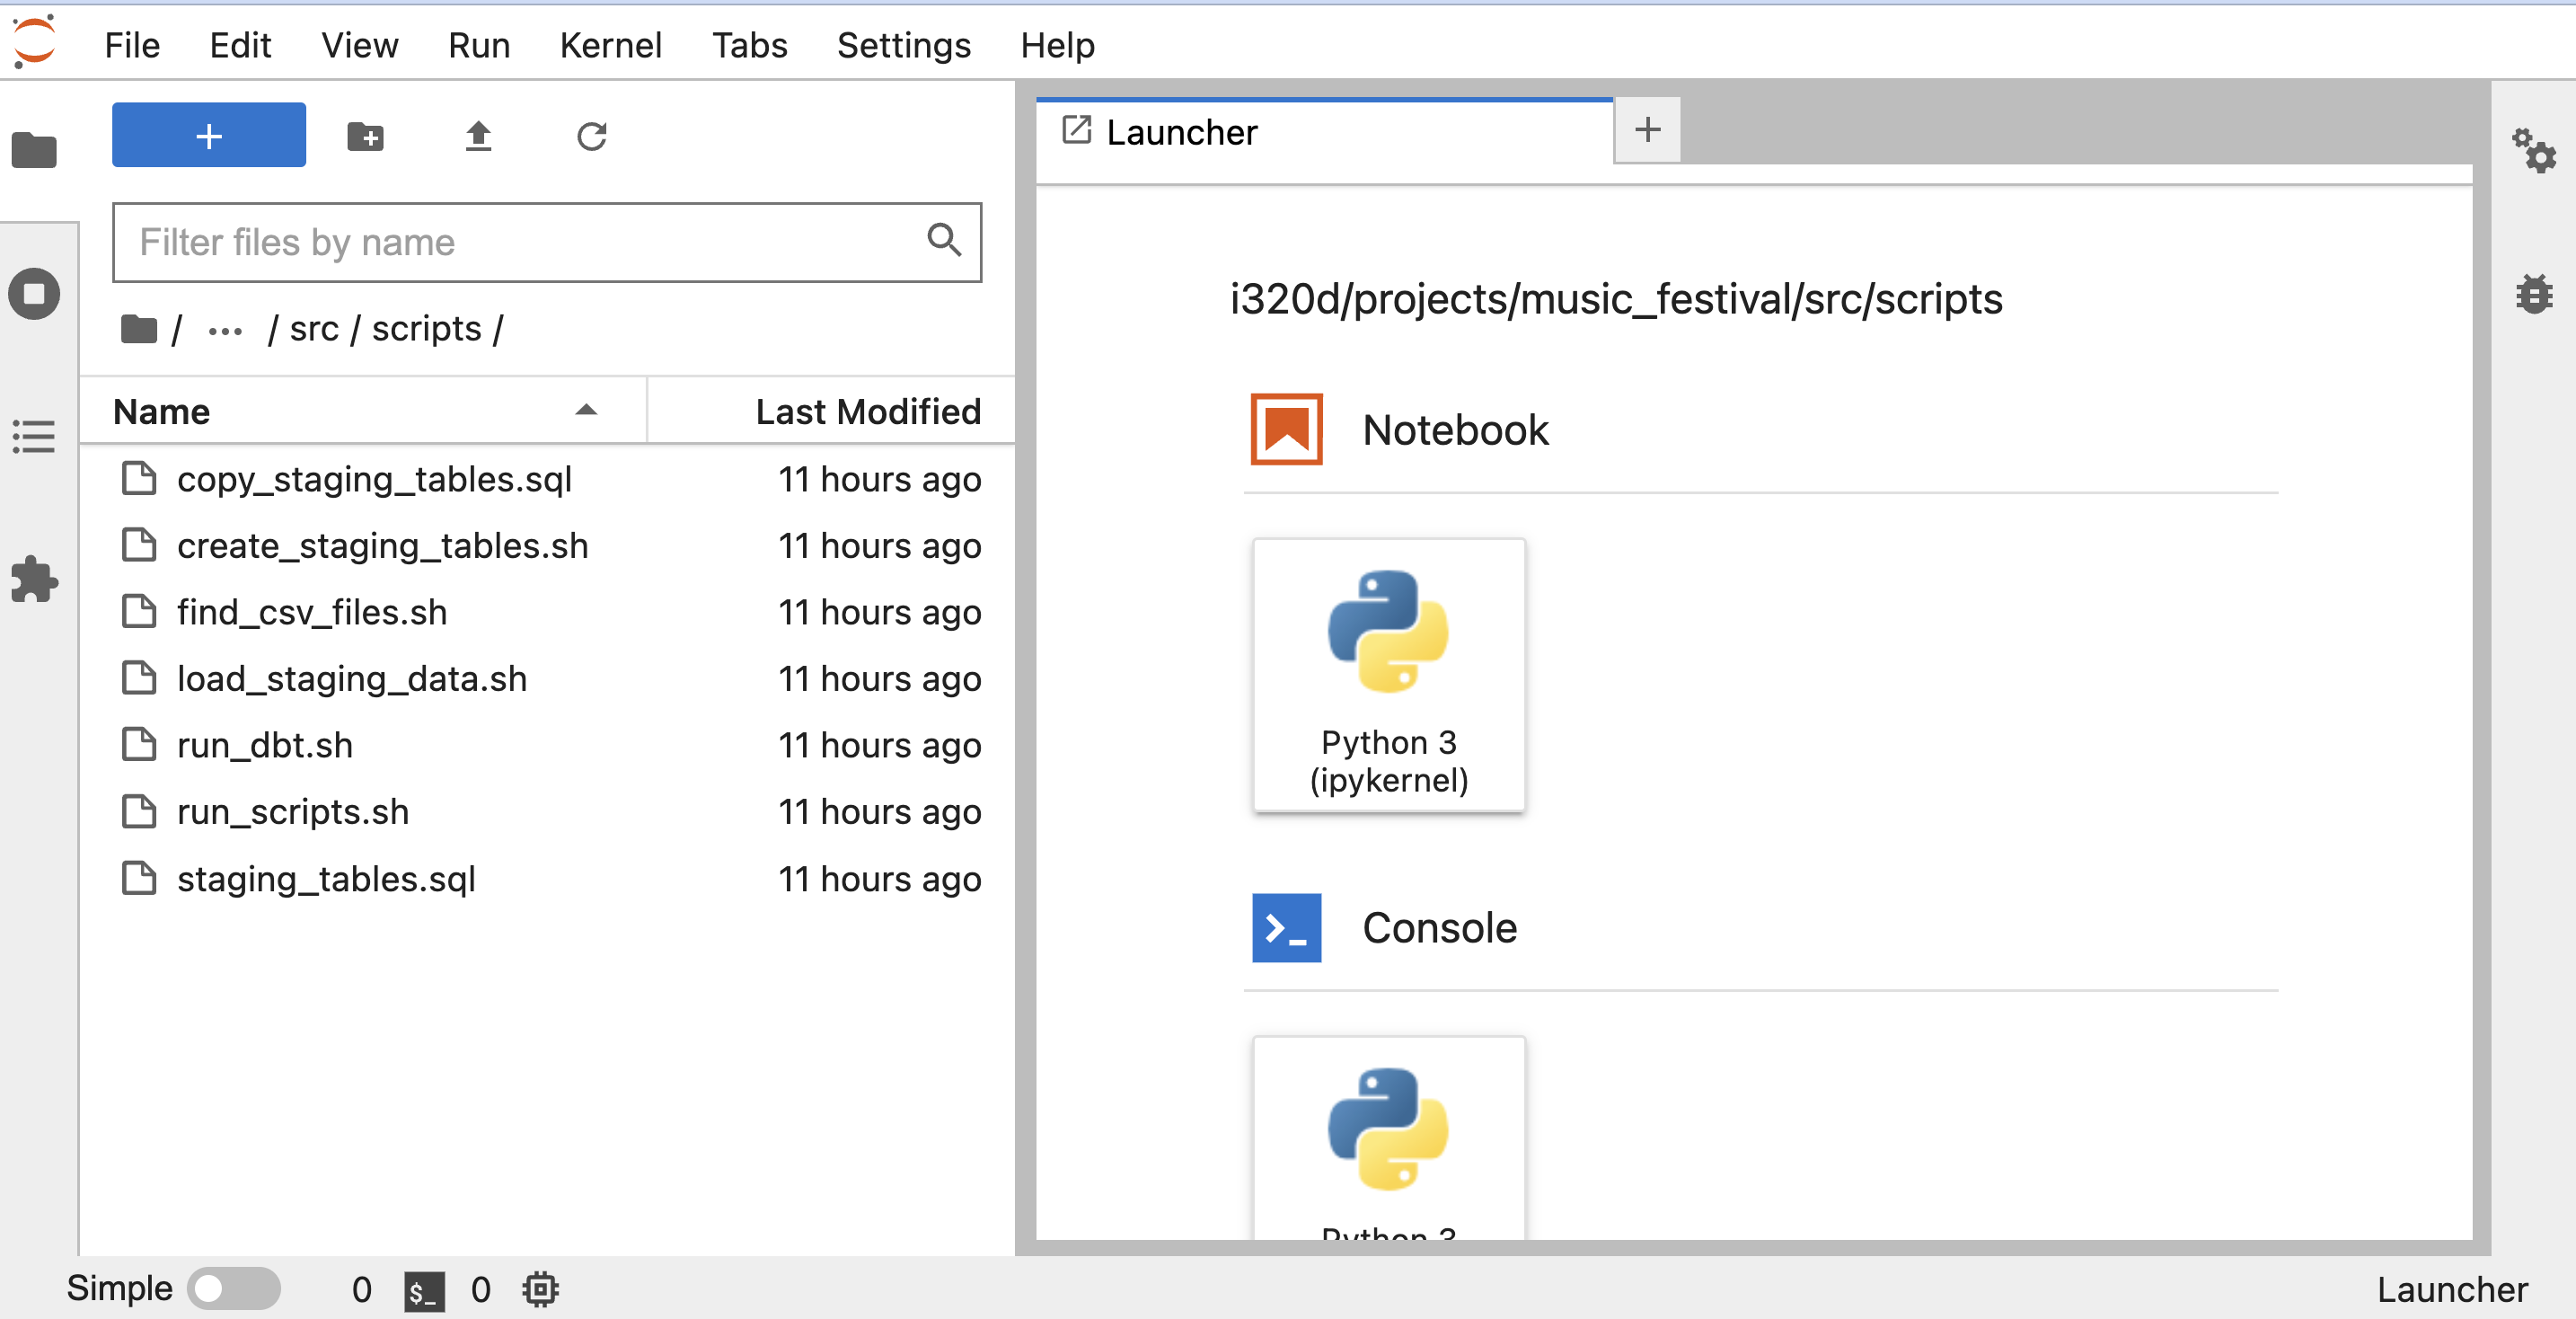 File Edit View Run Kernel Tabs Settings Help
+
Filter files by name
/ ... / src / scripts /
Name Last Modified
copy_staging_tables.sql 11 hours ago
create_staging_tables.sh 11 hours ago
find_csv_files.sh 11 hours ago
load_staging_data.sh 11 hours ago
run_dbt.sh 11 hours ago
run_scripts.sh 11 hours ago
staging_tables.sql 11 hours ago
Launcher +
i320d/projects/music_festival/src/scripts
Notebook
Python 3
(ipykernel)
Console
Python 3
Simple 0 $_ 0 Launcher